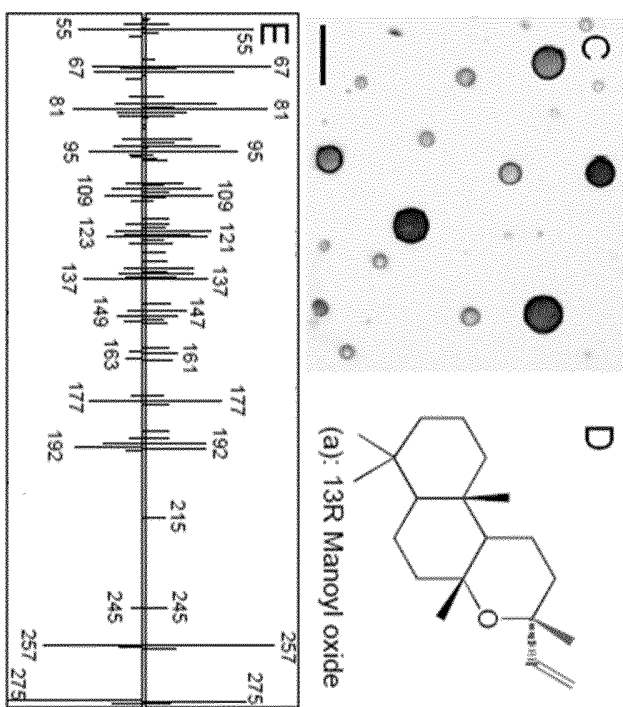 C
D
O
(a): 13R Manoyl oxide
E
55 67 81 95 109 121 137 147 161 177 192 215 245 257 275
55 67 81 95 109 123 137 149 163 177 192 245 257 275